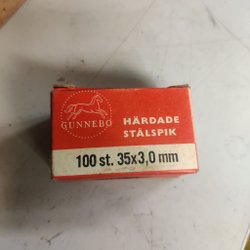 GUNNEBO
HÄRDADE
STÅLSPIK
100 st. 35x3,0 mm